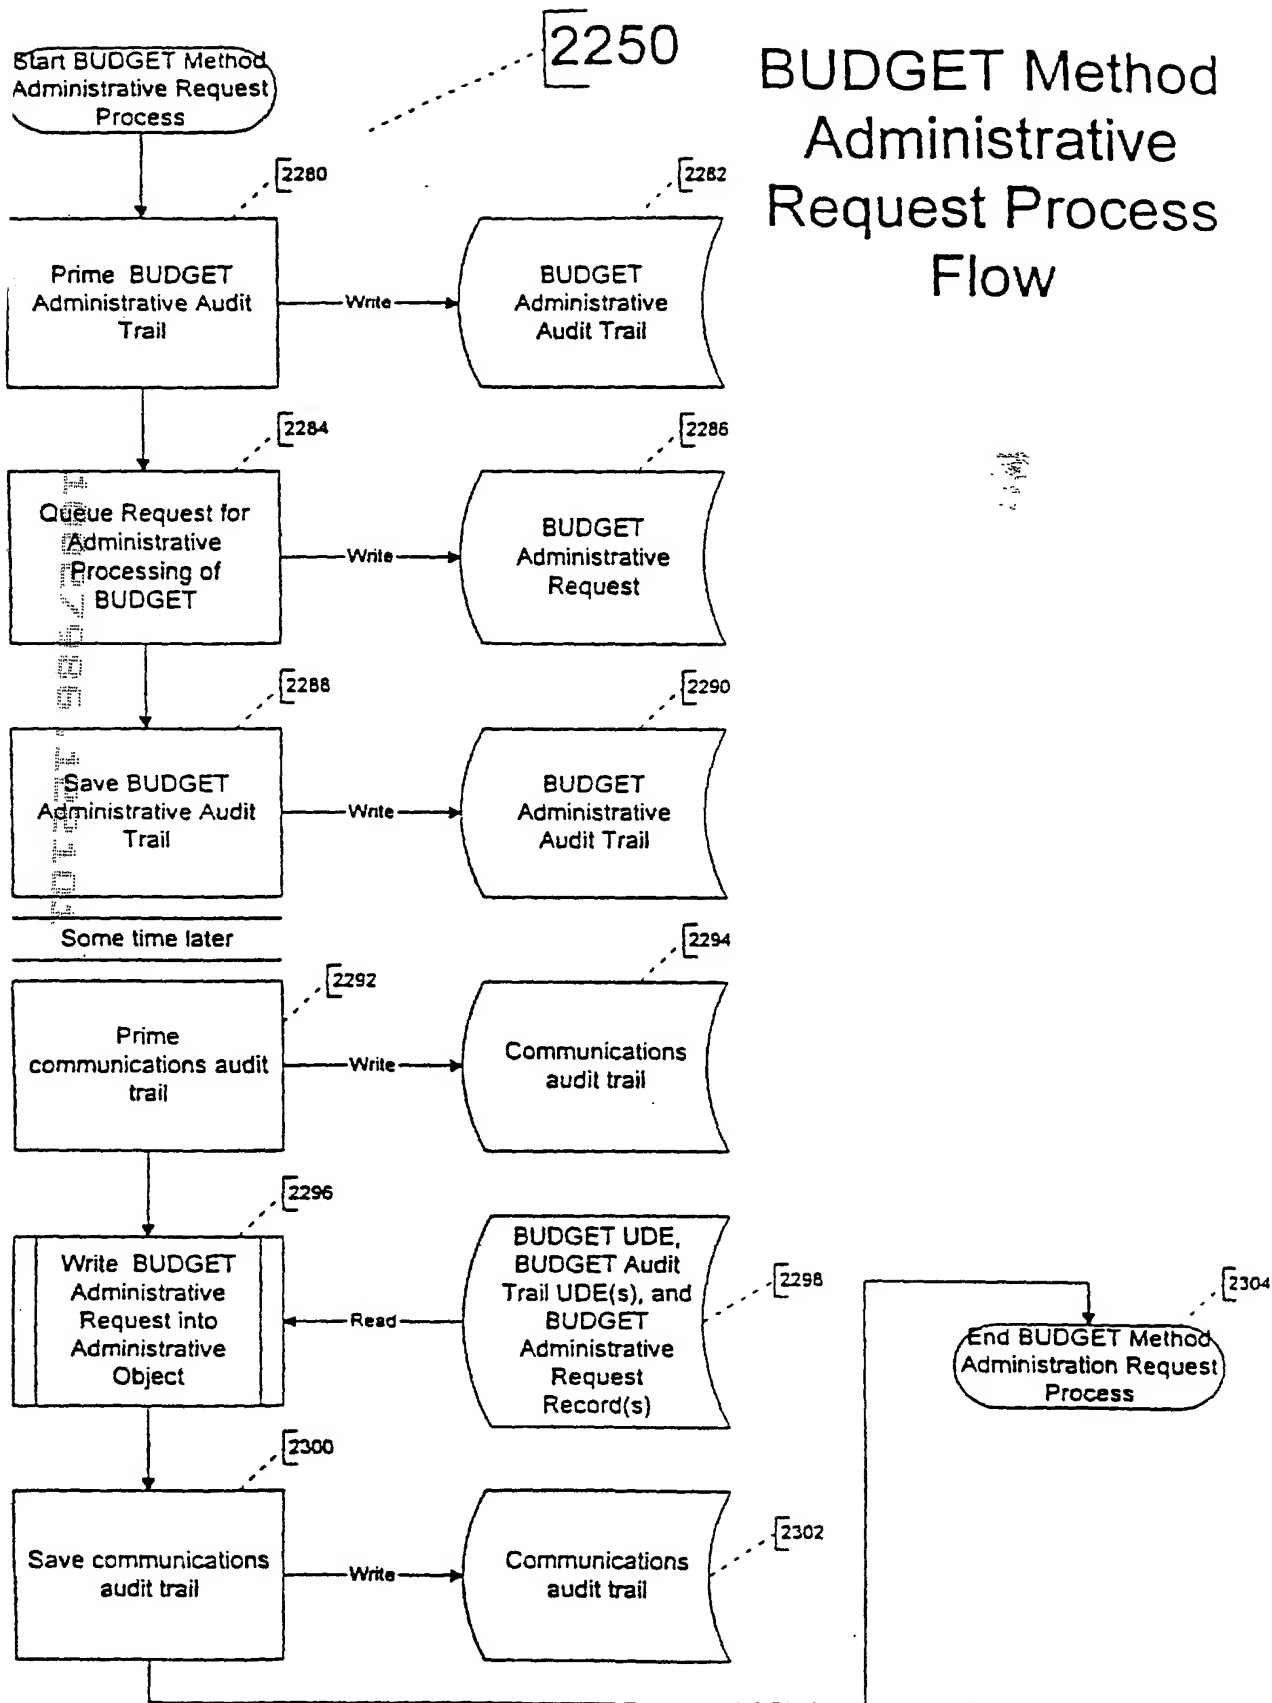 2250
BUDGET Method
Administrative
Request Process
Flow
Start BUDGET Method
Administrative Request
Process
2280
2282
Prime BUDGET
Administrative Audit
Trail
Write
BUDGET
Administrative
Audit Trail
2284
2286
Queue Request for
Administrative
Processing of
BUDGET
Write
BUDGET
Administrative
Request
2288
2290
Save BUDGET
Administrative Audit
Trail
Write
BUDGET
Administrative
Audit Trail
Some time later
2292
2294
Prime
communications audit
trail
Write
Communications
audit trail
2296
2298
Write BUDGET
Administrative
Request into
Administrative
Object
Read
BUDGET UDE,
BUDGET Audit
Trail UDE(s), and
BUDGET
Administrative
Request
Record(s)
2304
End BUDGET Method
Administration Request
Process
2300
2302
Save communications
audit trail
Write
Communications
audit trail